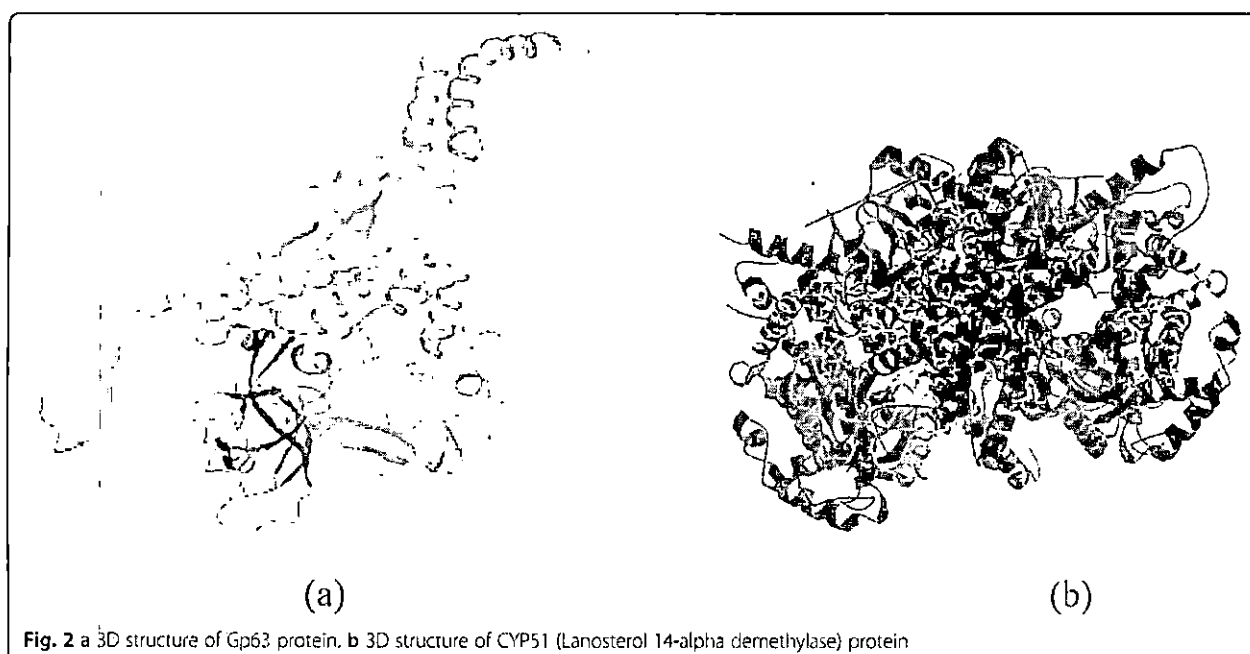 (a)
(b)
Fig. 2 a 3D structure of Gp63 protein. b 3D structure of CYP51 (Lanosterol 14-alpha demethylase) protein